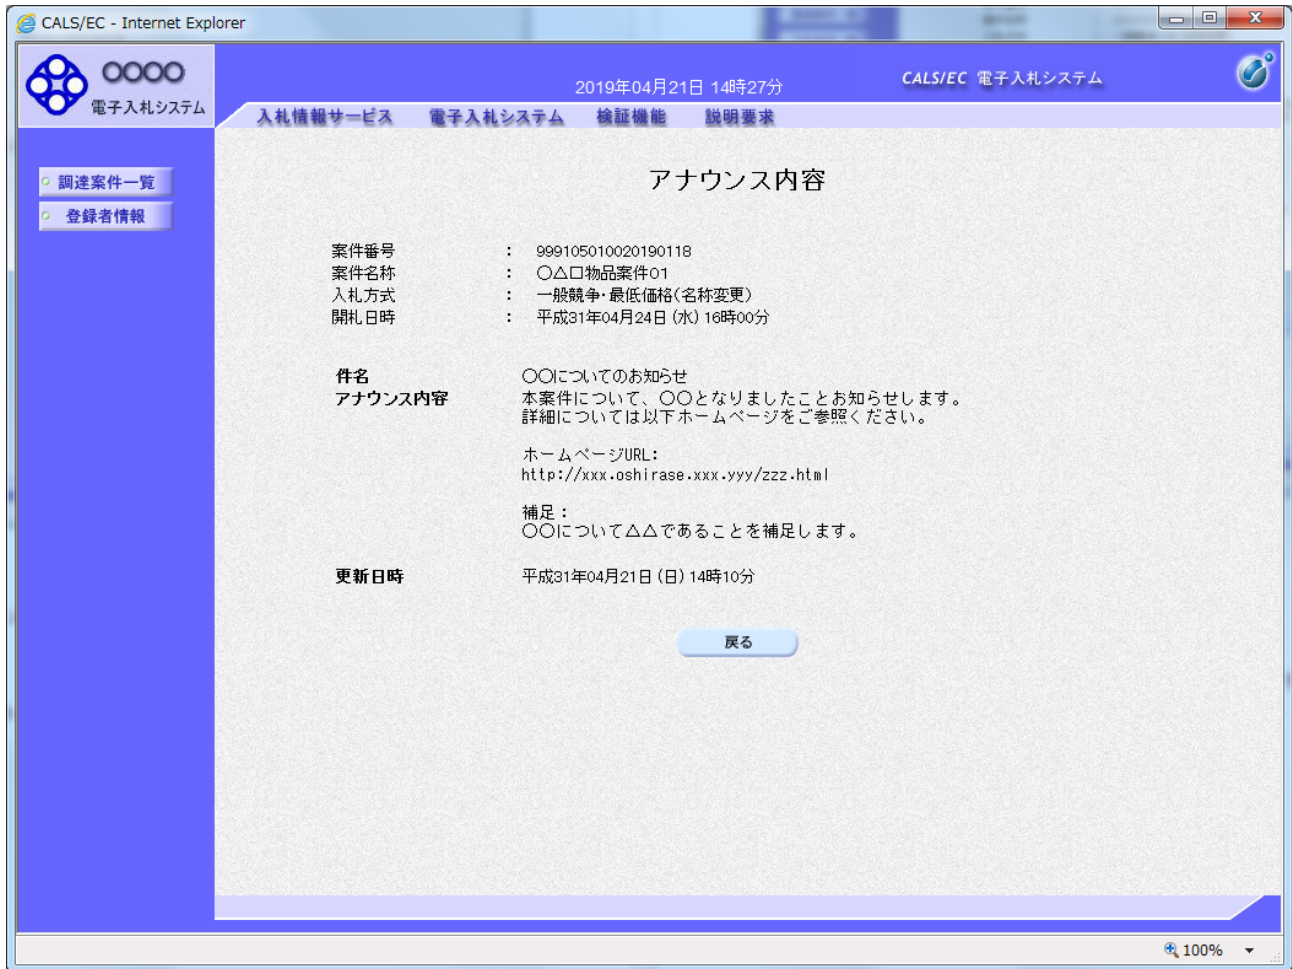 CALS/EC - Internet Explorer
〇〇〇〇
電子入札システム
2019年04月21日 14時27分
CALS/EC 電子入札システム
入札情報サービス 電子入札システム 検証機能 説明要求
調達案件一覧
登録者情報
アナウンス内容
案件番号 : 999105010020190118
案件名称 : 〇△口物品案件01
入札方式 : 一般競争・最低価格(名称変更)
開札日時 : 平成31年04月24日 (水) 16時00分
件名 〇〇についてのお知らせ
アナウンス内容 本案件について、〇〇となりましたことお知らせします。
詳細については以下ホームページをご参照ください。
ホームページURL:
http://xxx.oshirase.xxx.yyy/zzz.html
補足:
〇〇について△△であることを補足します。
更新日時 平成31年04月21日 (日) 14時10分
戻る
100%